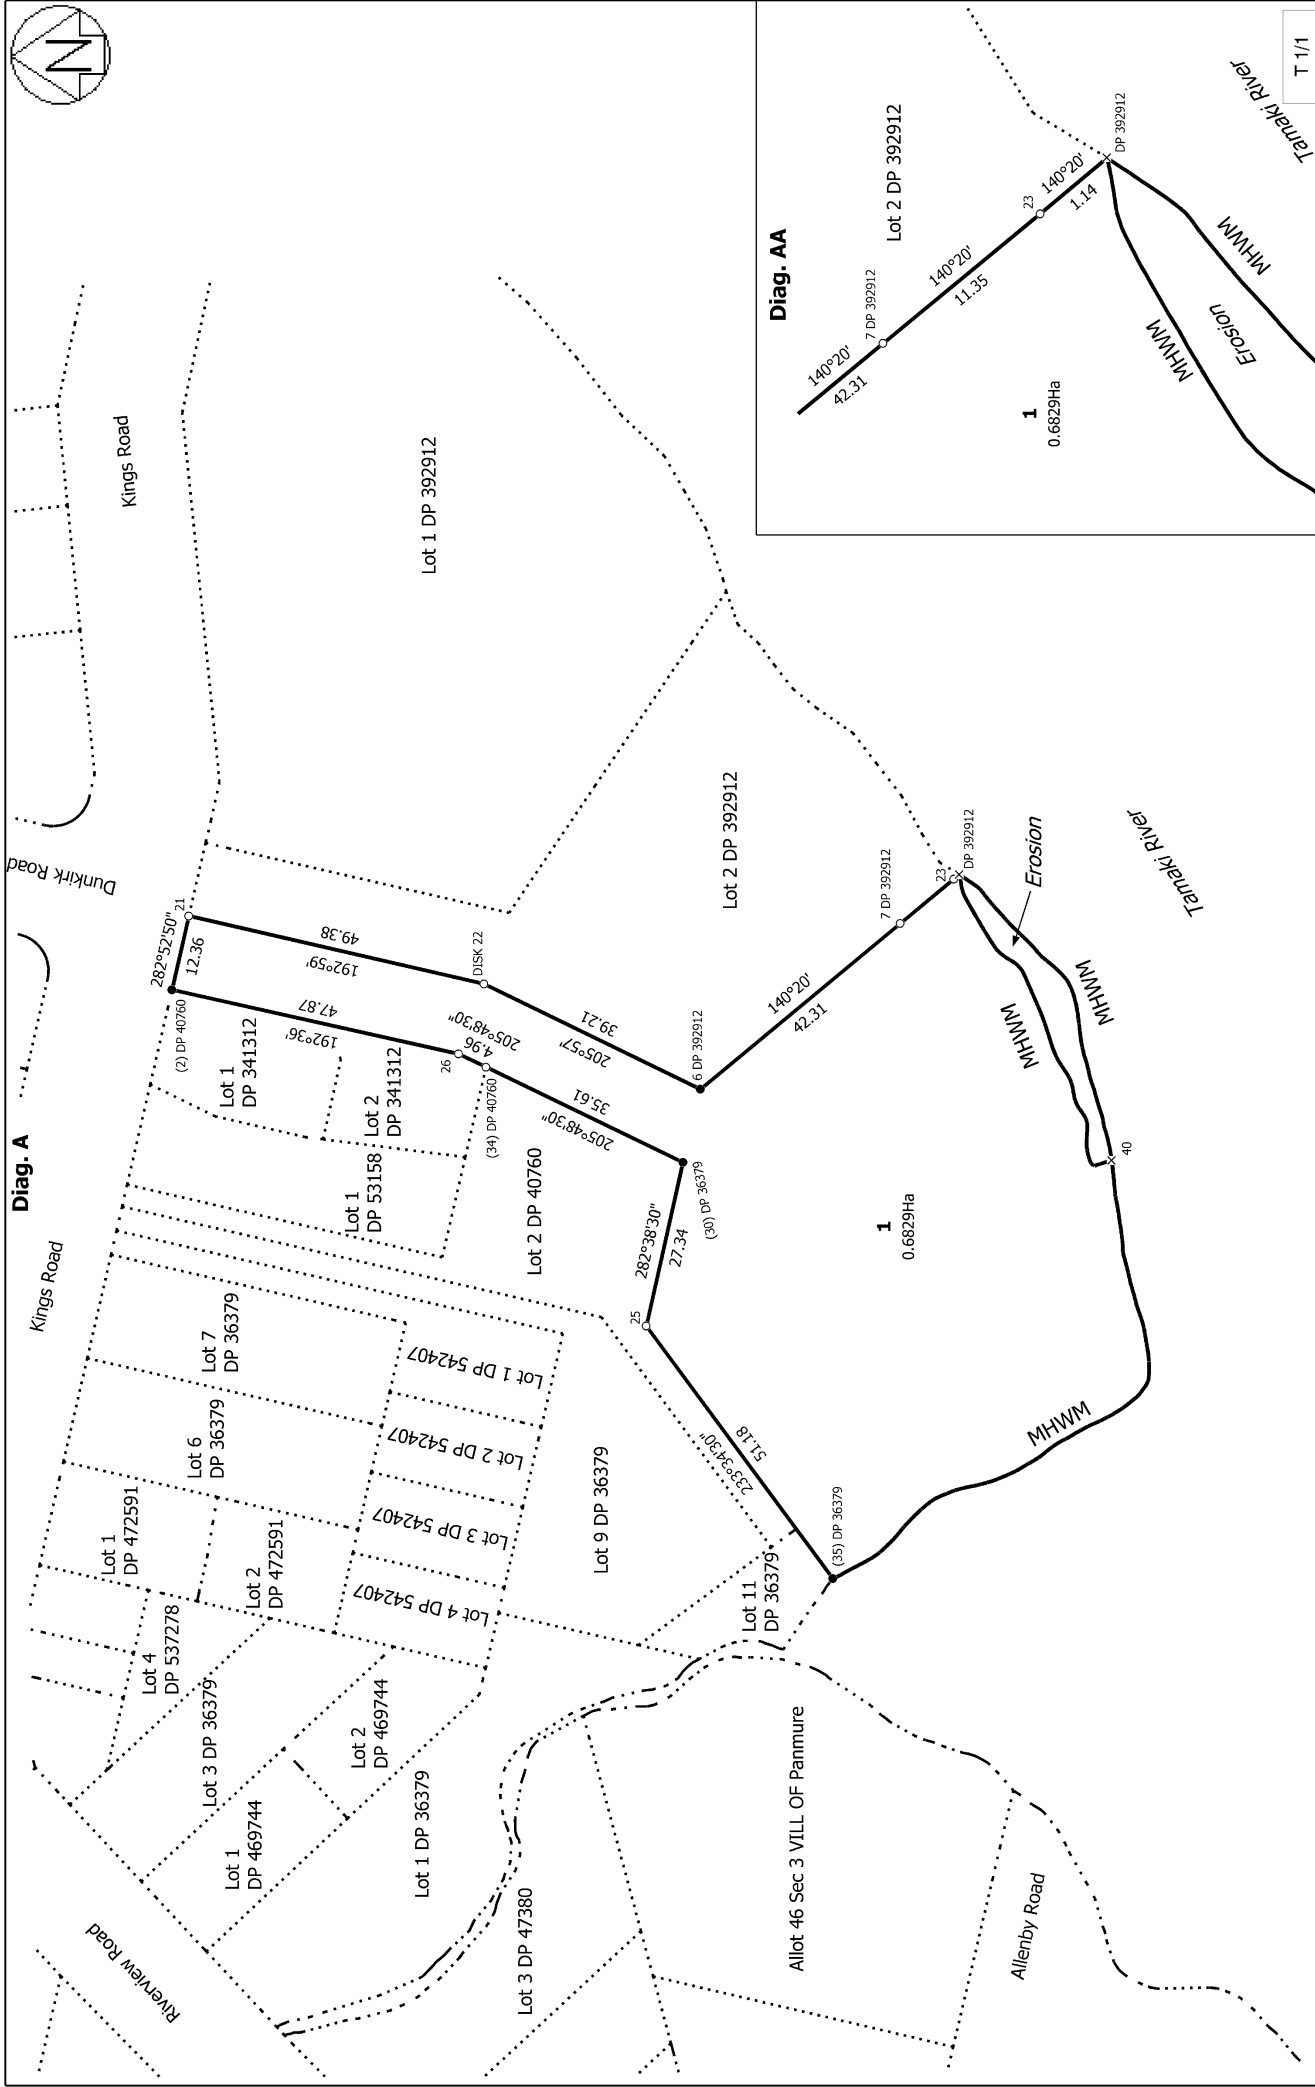 Diag. A
N
Kings Road
Kings Road
Dunkirk Road
Riverview Road
Allenby Road
Tamaki River
282°52'50"
12.36
21
(2) DP 40760
192°36'
47.87
192°59'
49.38
DISK 22
26
4.96
205°48'30"
(34) DP 40760
205°57'
39.21
205°48'30"
35.61
6 DP 392912
(30) DP 36379
282°38'30"
27.34
25
233°34'30"
51.18
(35) DP 36379
140°20'
42.31
7 DP 392912
23
DP 392912
Erosion
MHWM
MHWM
MHWM
40
1
0.6829Ha
Lot 1 DP 392912
Lot 2 DP 392912
Lot 1
DP 341312
Lot 2
DP 341312
Lot 1
DP 53158
Lot 2 DP 40760
Lot 7
DP 36379
Lot 6
DP 36379
Lot 1 DP 542407
Lot 2 DP 542407
Lot 3 DP 542407
Lot 4 DP 542407
Lot 1
DP 472591
Lot 2
DP 472591
Lot 4
DP 537278
Lot 3 DP 36379
Lot 2
DP 469744
Lot 1
DP 469744
Lot 1 DP 36379
Lot 9 DP 36379
Lot 11
DP 36379
Lot 3 DP 47380
Allot 46 Sec 3 VILL OF Panmure
Diag. AA
Lot 2 DP 392912
140°20'
42.31
7 DP 392912
140°20'
11.35
23
140°20'
1.14
DP 392912
1
0.6829Ha
MHWM
Erosion
MHWM
Tamaki River
T 1/1